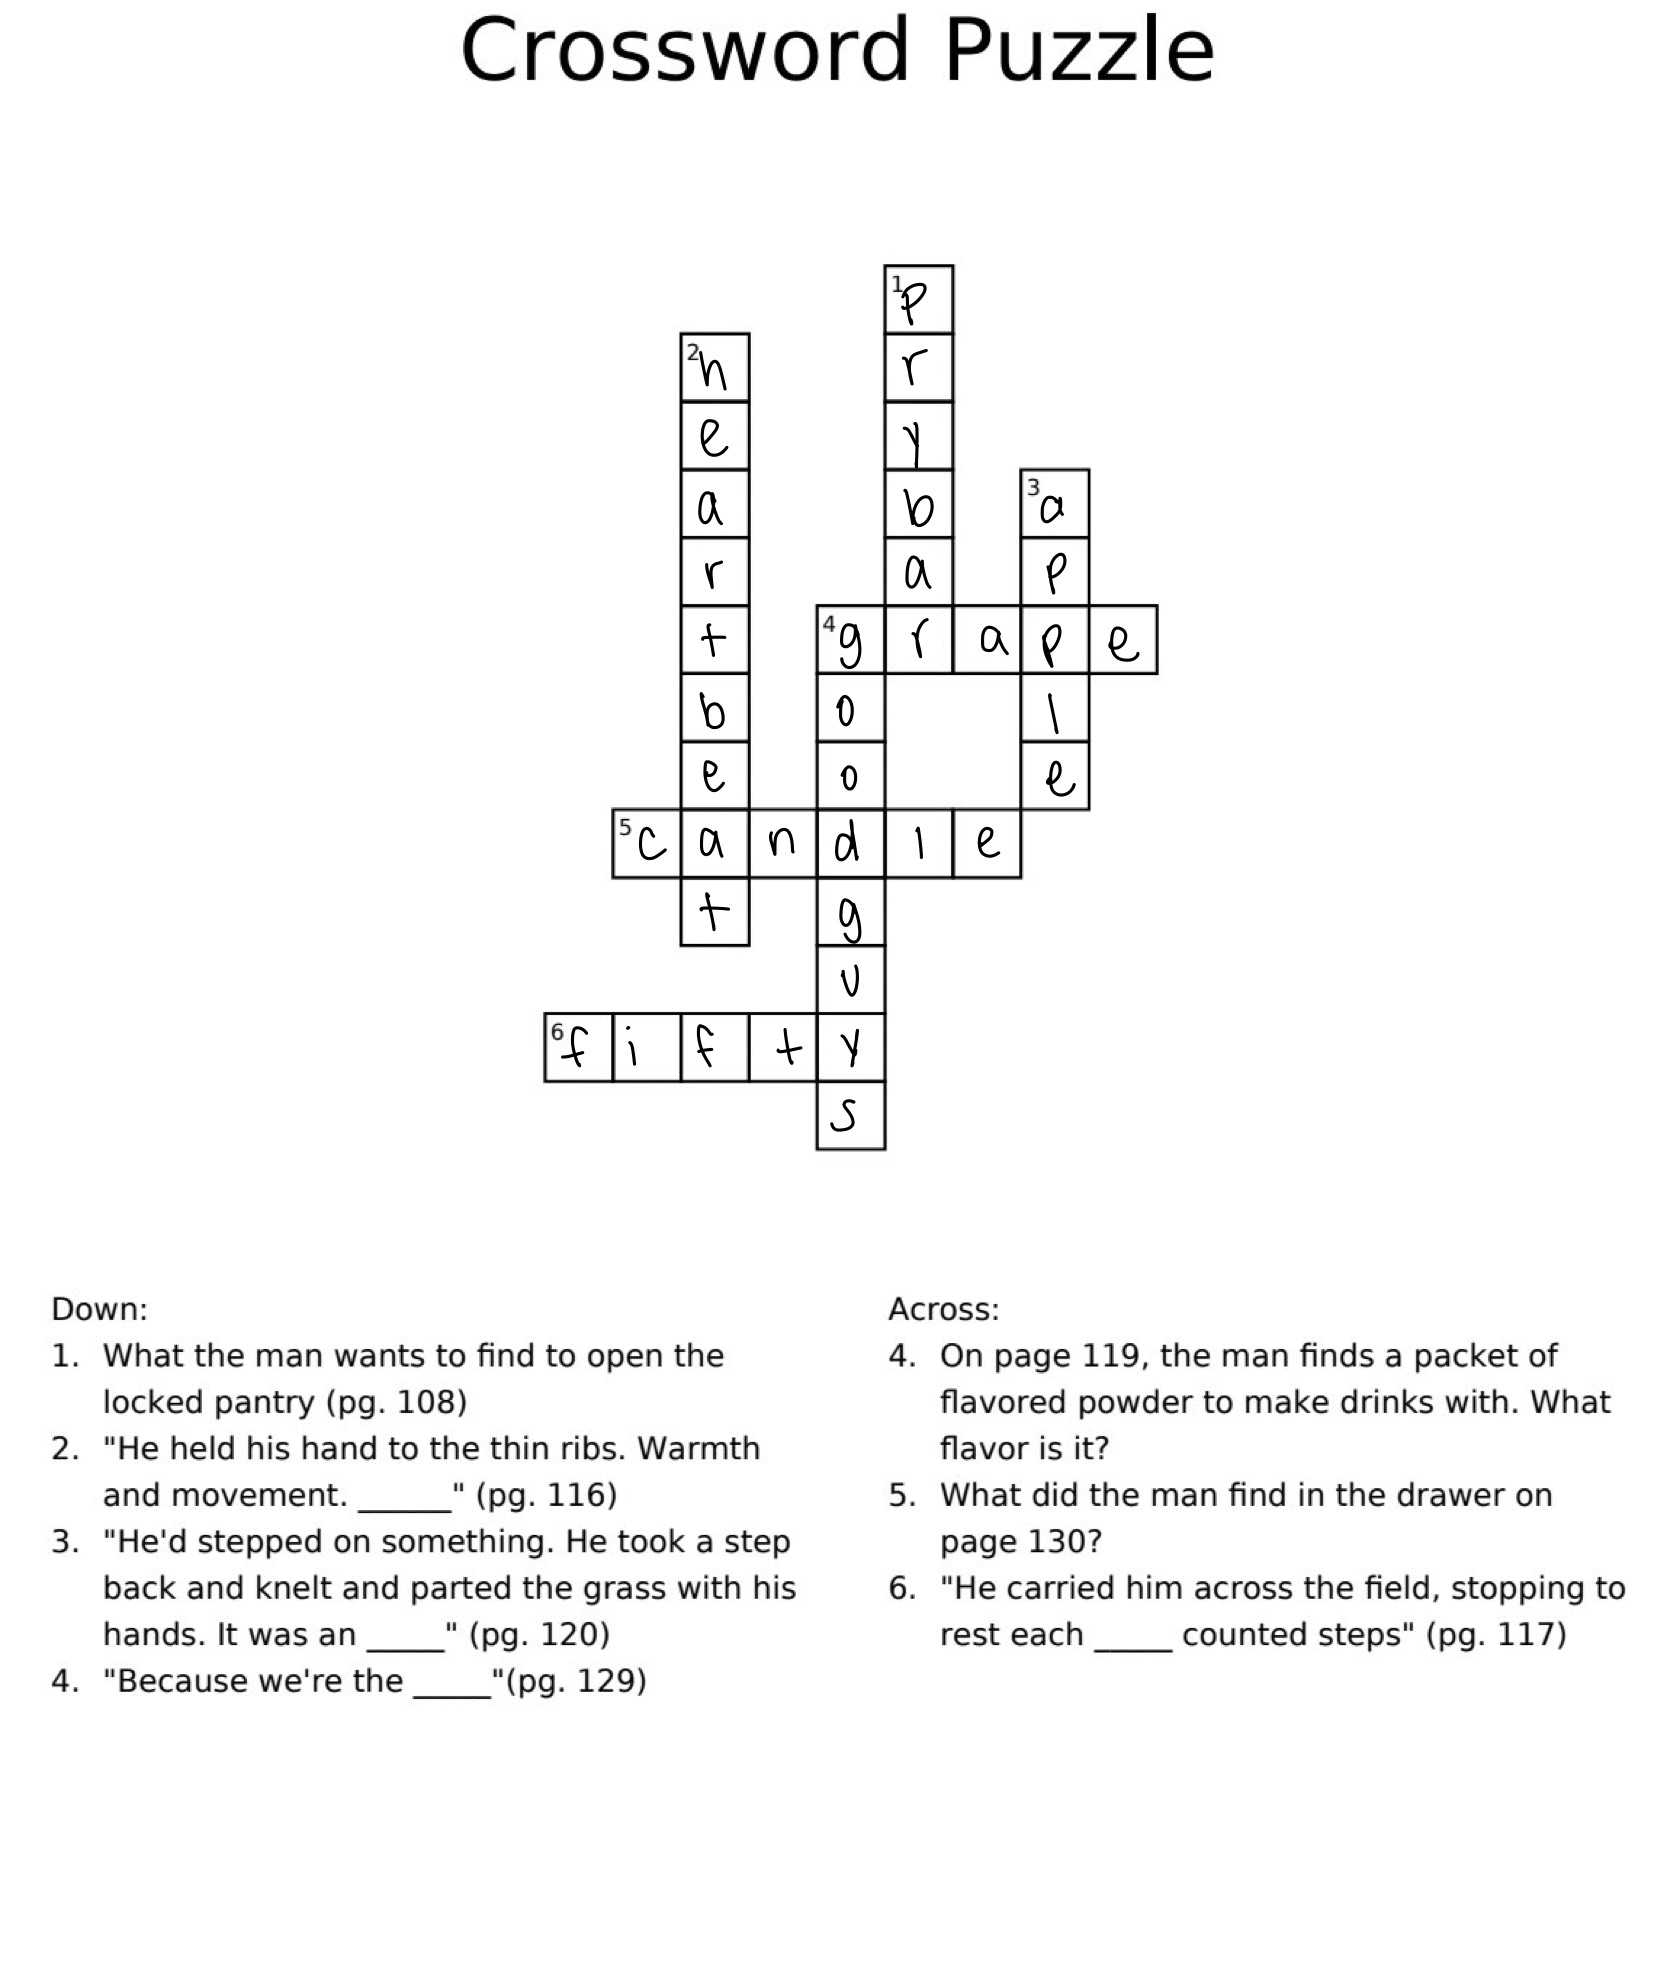 Crossword Puzzle
1
p
2
h
r
e
y
a
b
3
a
r
a
p
t
4
g r a p e
b
o
l
e
o
e
5
c a n d l e
t
g
u
6
f i f t y
s
Down:
1. What the man wants to find to open the
locked pantry (pg. 108)
2. "He held his hand to the thin ribs. Warmth
and movement. ______" (pg. 116)
3. "He'd stepped on something. He took a step
back and knelt and parted the grass with his
hands. It was an _____" (pg. 120)
4. "Because we're the _____"(pg. 129)
Across:
4. On page 119, the man finds a packet of
flavored powder to make drinks with. What
flavor is it?
5. What did the man find in the drawer on
page 130?
6. "He carried him across the field, stopping to
rest each _____ counted steps" (pg. 117)